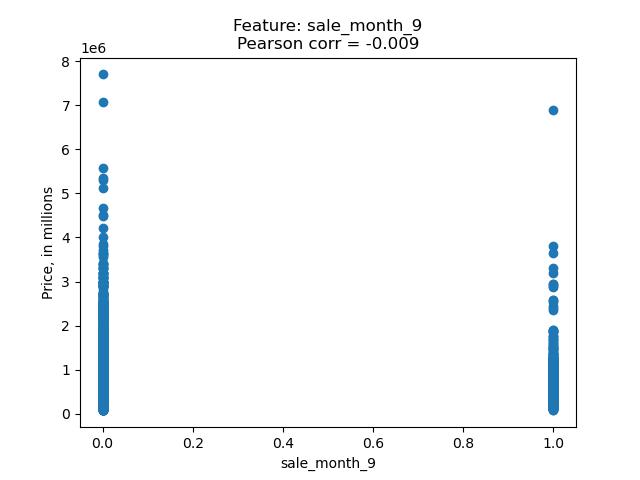 Feature: sale_month_9
Pearson corr = -0.009
1e6
8
7
6
5
4
3
2
1
0
Price, in millions
0.0 0.2 0.4 0.6 0.8 1.0
sale_month_9